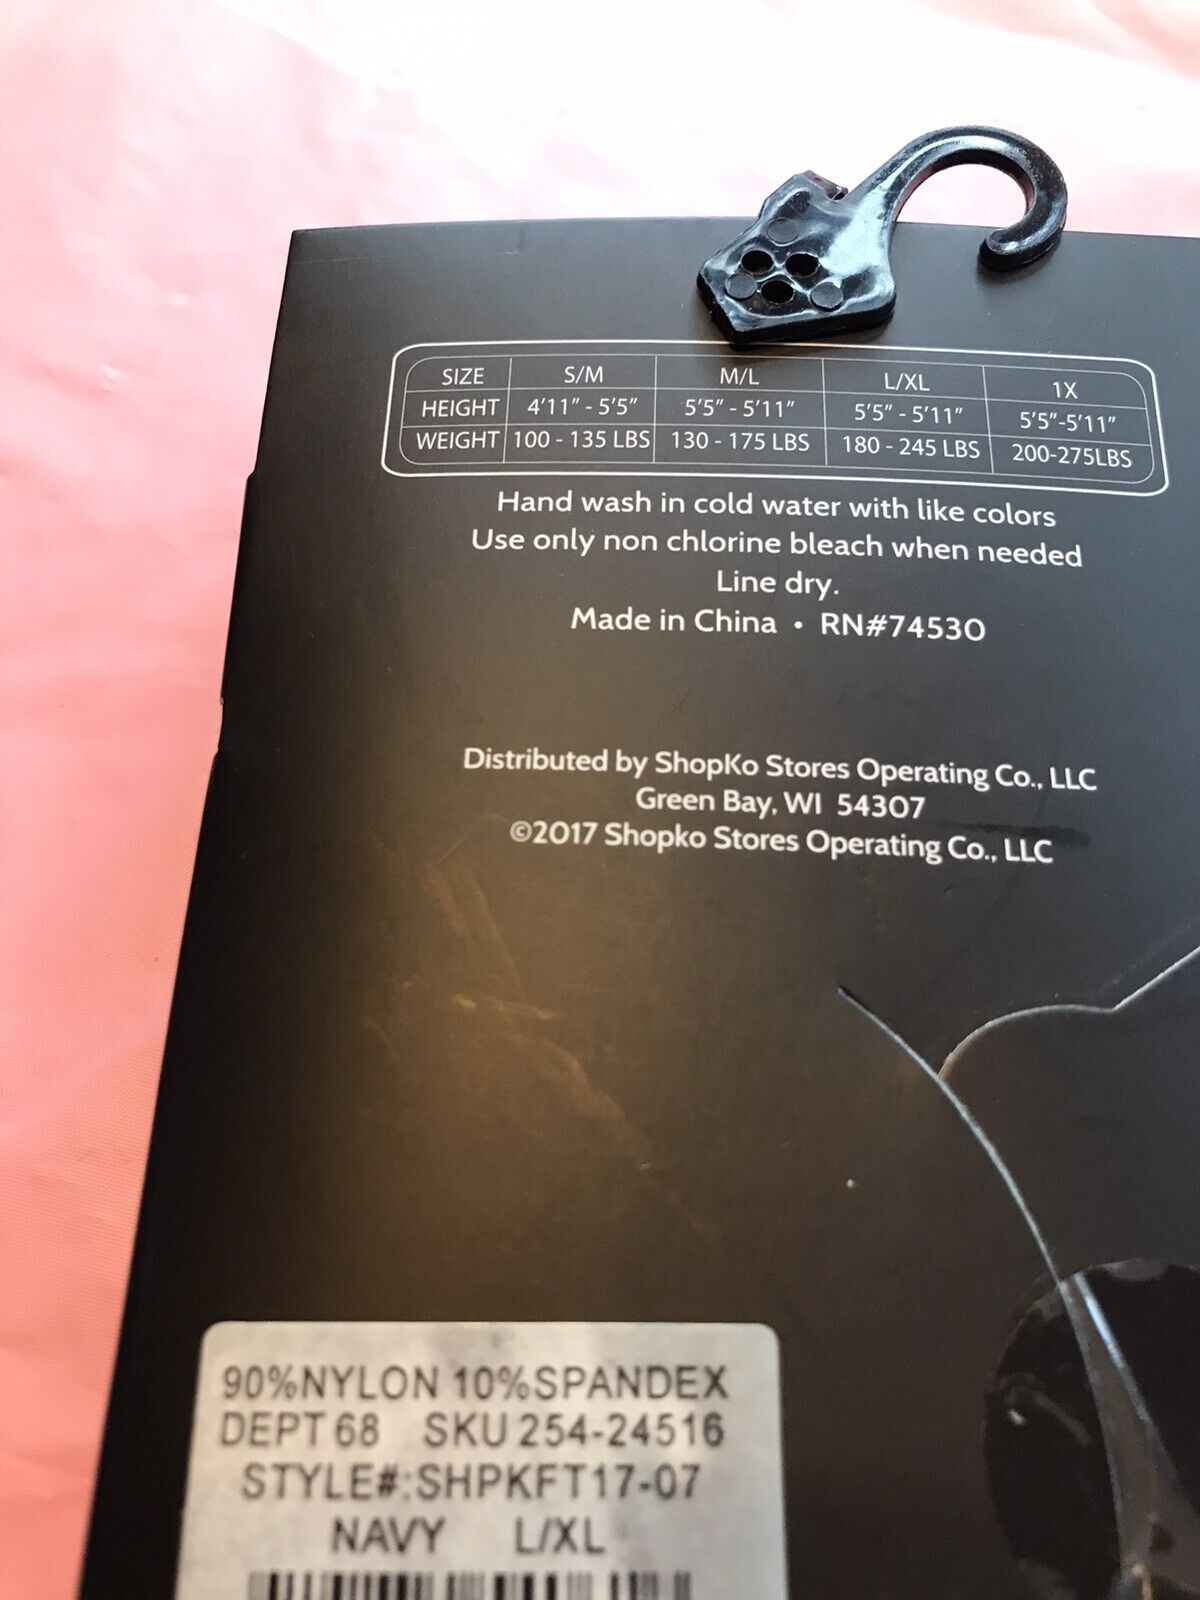 SIZE S/M M/L L/XL 1X
HEIGHT 4'11" - 5'5" 5'5" - 5'11" 5'5" - 5'11" 5'5"-5'11"
WEIGHT 100 - 135 LBS 130 - 175 LBS 180 - 245 LBS 200-275LBS
Hand wash in cold water with like colors
Use only non chlorine bleach when needed
Line dry.
Made in China • RN#74530
Distributed by ShopKo Stores Operating Co., LLC
Green Bay, WI 54307
©2017 Shopko Stores Operating Co., LLC
90%NYLON 10%SPANDEX
DEPT 68 SKU 254-24516
STYLE#:SHPKFT17-07
NAVY L/XL